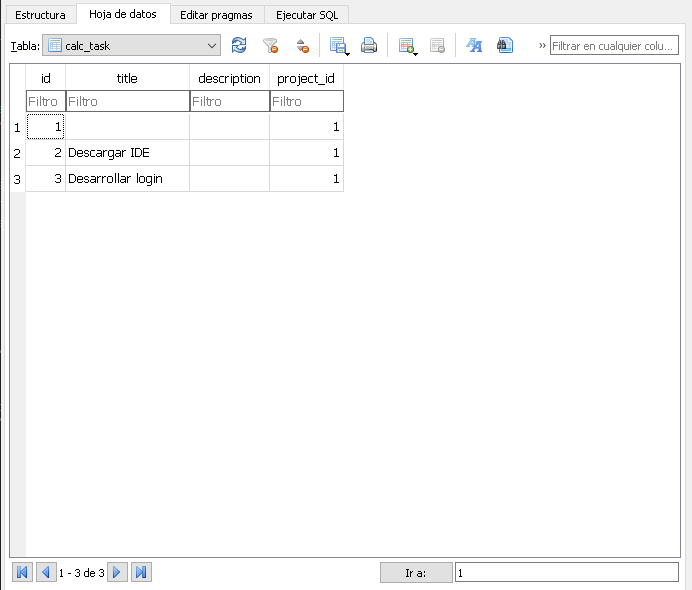 Estructura Hoja de datos Editar pragmas Ejecutar SQL
Tabla: calc_task » Filtrar en cualquier colu...
id title description project_id
Filtro Filtro Filtro Filtro
1 1 1
2 2 Descargar IDE 1
3 3 Desarrollar login 1
1 - 3 de 3 Ir a: 1